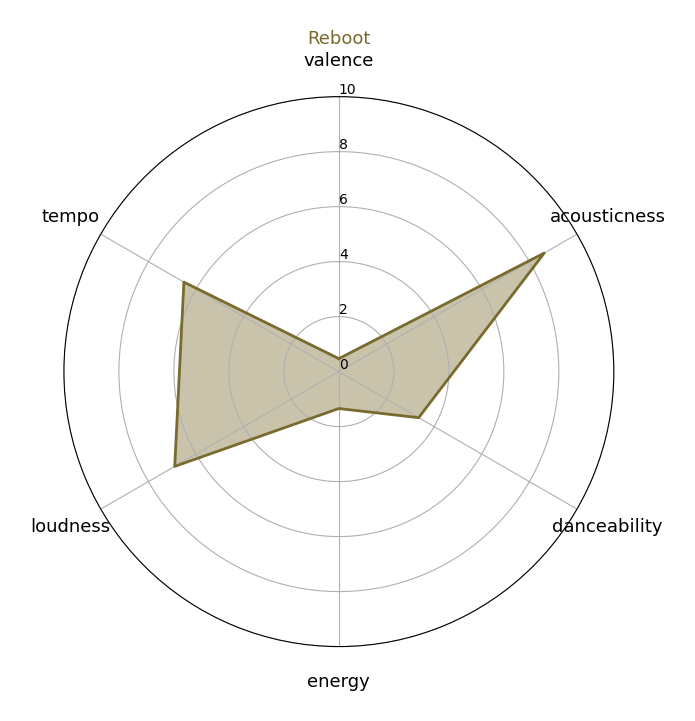 Reboot
valence
10
8
6
4
2
0
tempo
acousticness
loudness
danceability
energy